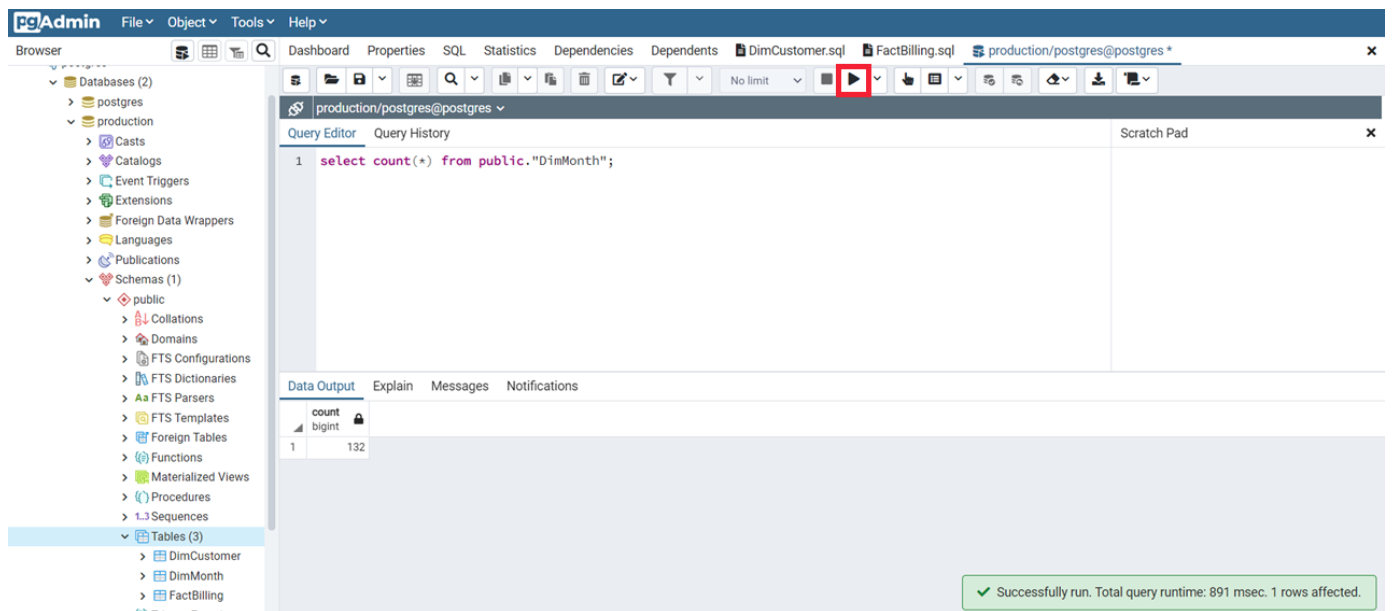 pgAdmin File Object Tools Help
Browser Dashboard Properties SQL Statistics Dependencies Dependents DimCustomer.sql FactBilling.sql production/postgres@postgres *
Databases (2)
postgres
production
Casts
Catalogs
Event Triggers
Extensions
Foreign Data Wrappers
Languages
Publications
Schemas (1)
public
Collations
Domains
FTS Configurations
FTS Dictionaries
Aa FTS Parsers
FTS Templates
Foreign Tables
Functions
Materialized Views
Procedures
1..3 Sequences
Tables (3)
DimCustomer
DimMonth
FactBilling
No limit
production/postgres@postgres
Query Editor Query History Scratch Pad
1 select count(*) from public."DimMonth";
Data Output Explain Messages Notifications
count
bigint
1 132
Successfully run. Total query runtime: 891 msec. 1 rows affected.